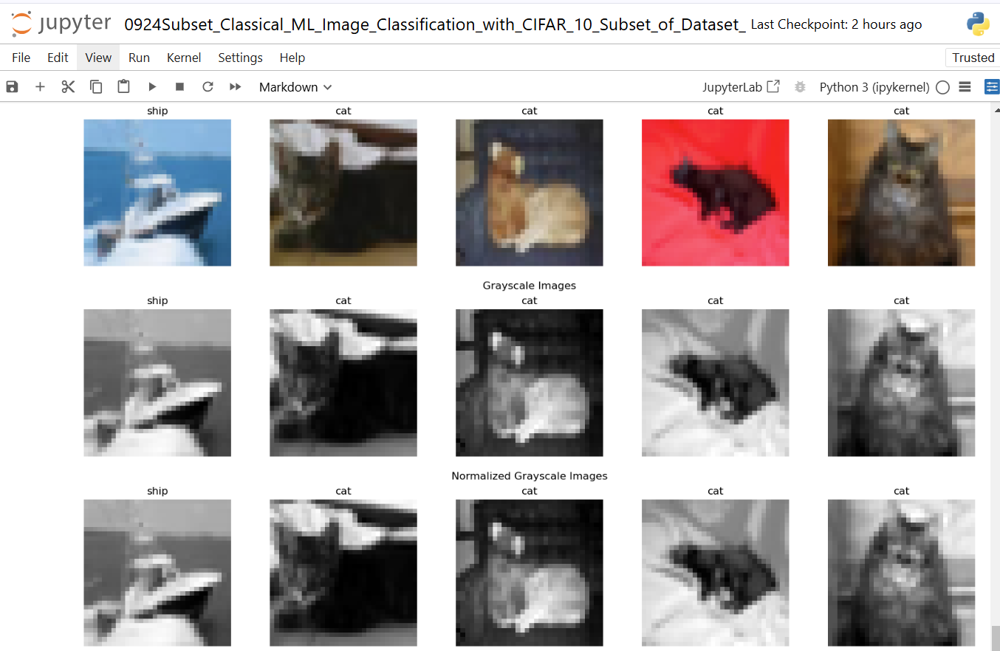 jupyter 0924Subset_Classical_ML_Image_Classification_with_CIFAR_10_Subset_of_Dataset_ Last Checkpoint: 2 hours ago
File Edit View Run Kernel Settings Help Trusted
Markdown JupyterLab Python 3 (ipykernel)
ship cat cat cat cat
Grayscale Images
ship cat cat cat cat
Normalized Grayscale Images
ship cat cat cat cat